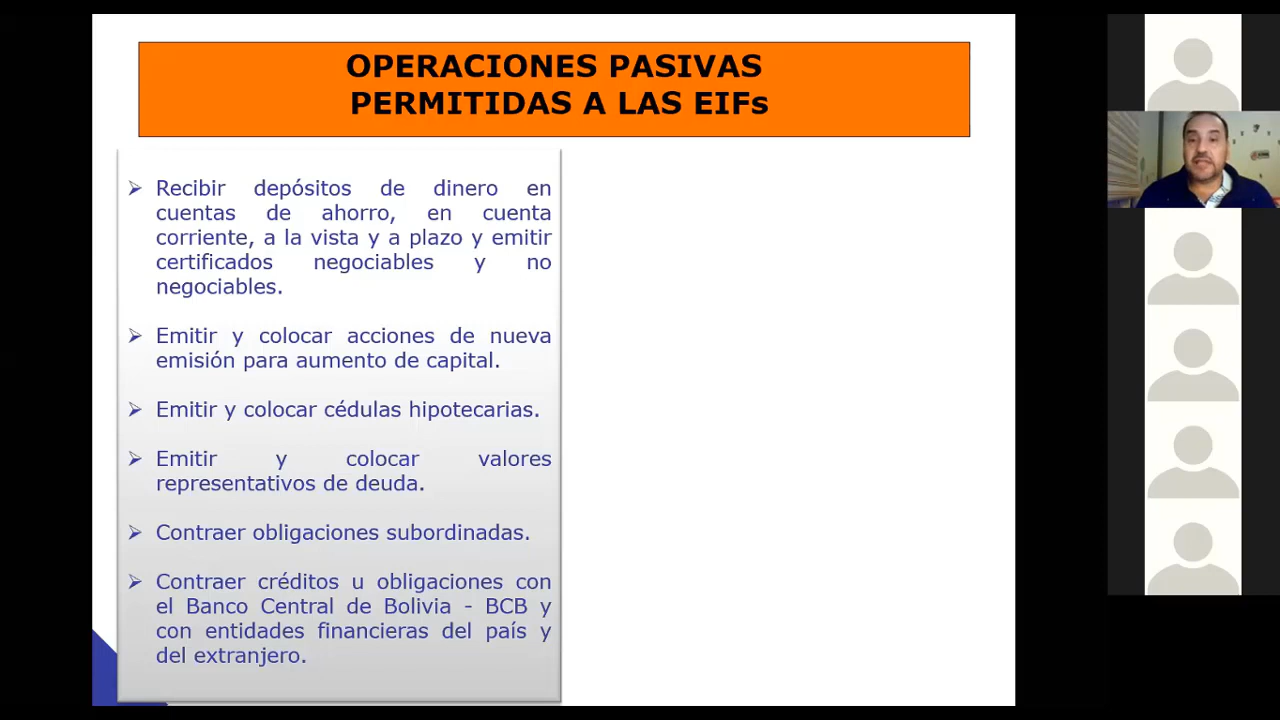 OPERACIONES PASIVAS
PERMITIDAS A LAS EIFs
Recibir depósitos de dinero en
cuentas de ahorro, en cuenta
corriente, a la vista y a plazo y emitir
certificados negociables y no
negociables.
Emitir y colocar acciones de nueva
emisión para aumento de capital.
Emitir y colocar cédulas hipotecarias.
Emitir y colocar valores
representativos de deuda.
Contraer obligaciones subordinadas.
Contraer créditos u obligaciones con
el Banco Central de Bolivia - BCB y
con entidades financieras del país y
del extranjero.